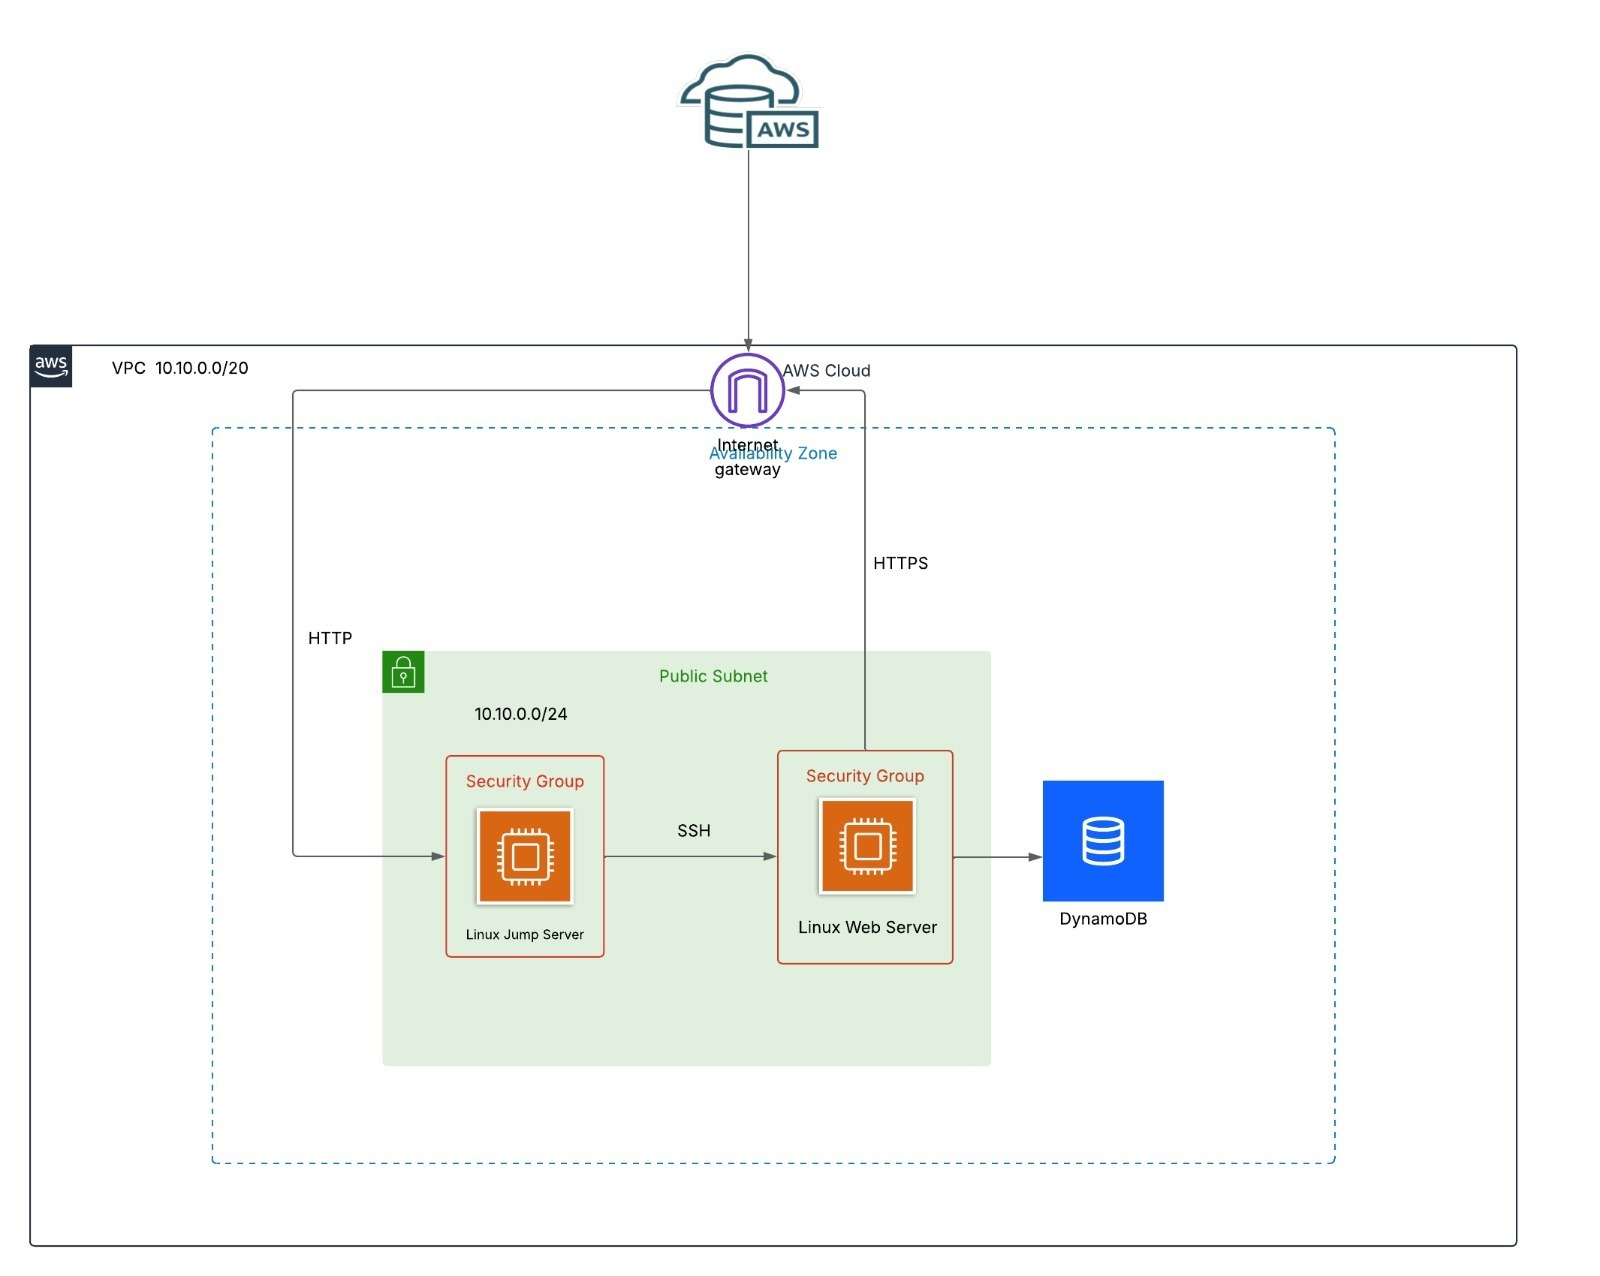 AWS
aws
VPC 10.10.0.0/20
AWS Cloud
Internet
gateway
Availability Zone
HTTPS
HTTP
Public Subnet
10.10.0.0/24
Security Group
Linux Jump Server
SSH
Security Group
Linux Web Server
DynamoDB